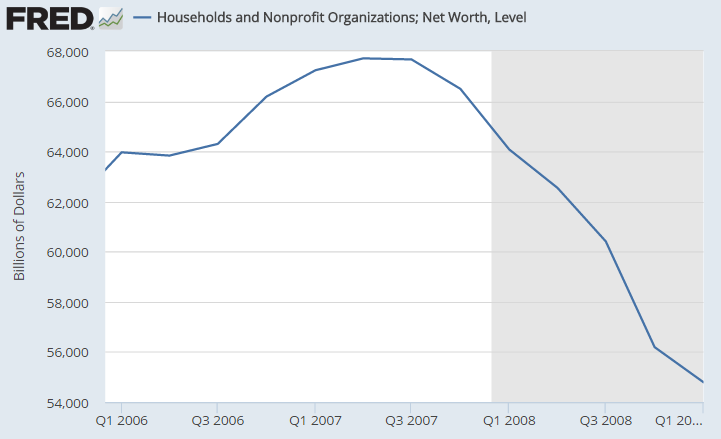 FRED
Households and Nonprofit Organizations; Net Worth, Level
68,000
66,000
64,000
62,000
60,000
58,000
56,000
54,000
Billions of Dollars
Q1 2006
Q3 2006
Q1 2007
Q3 2007
Q1 2008
Q3 2008
Q1 20...